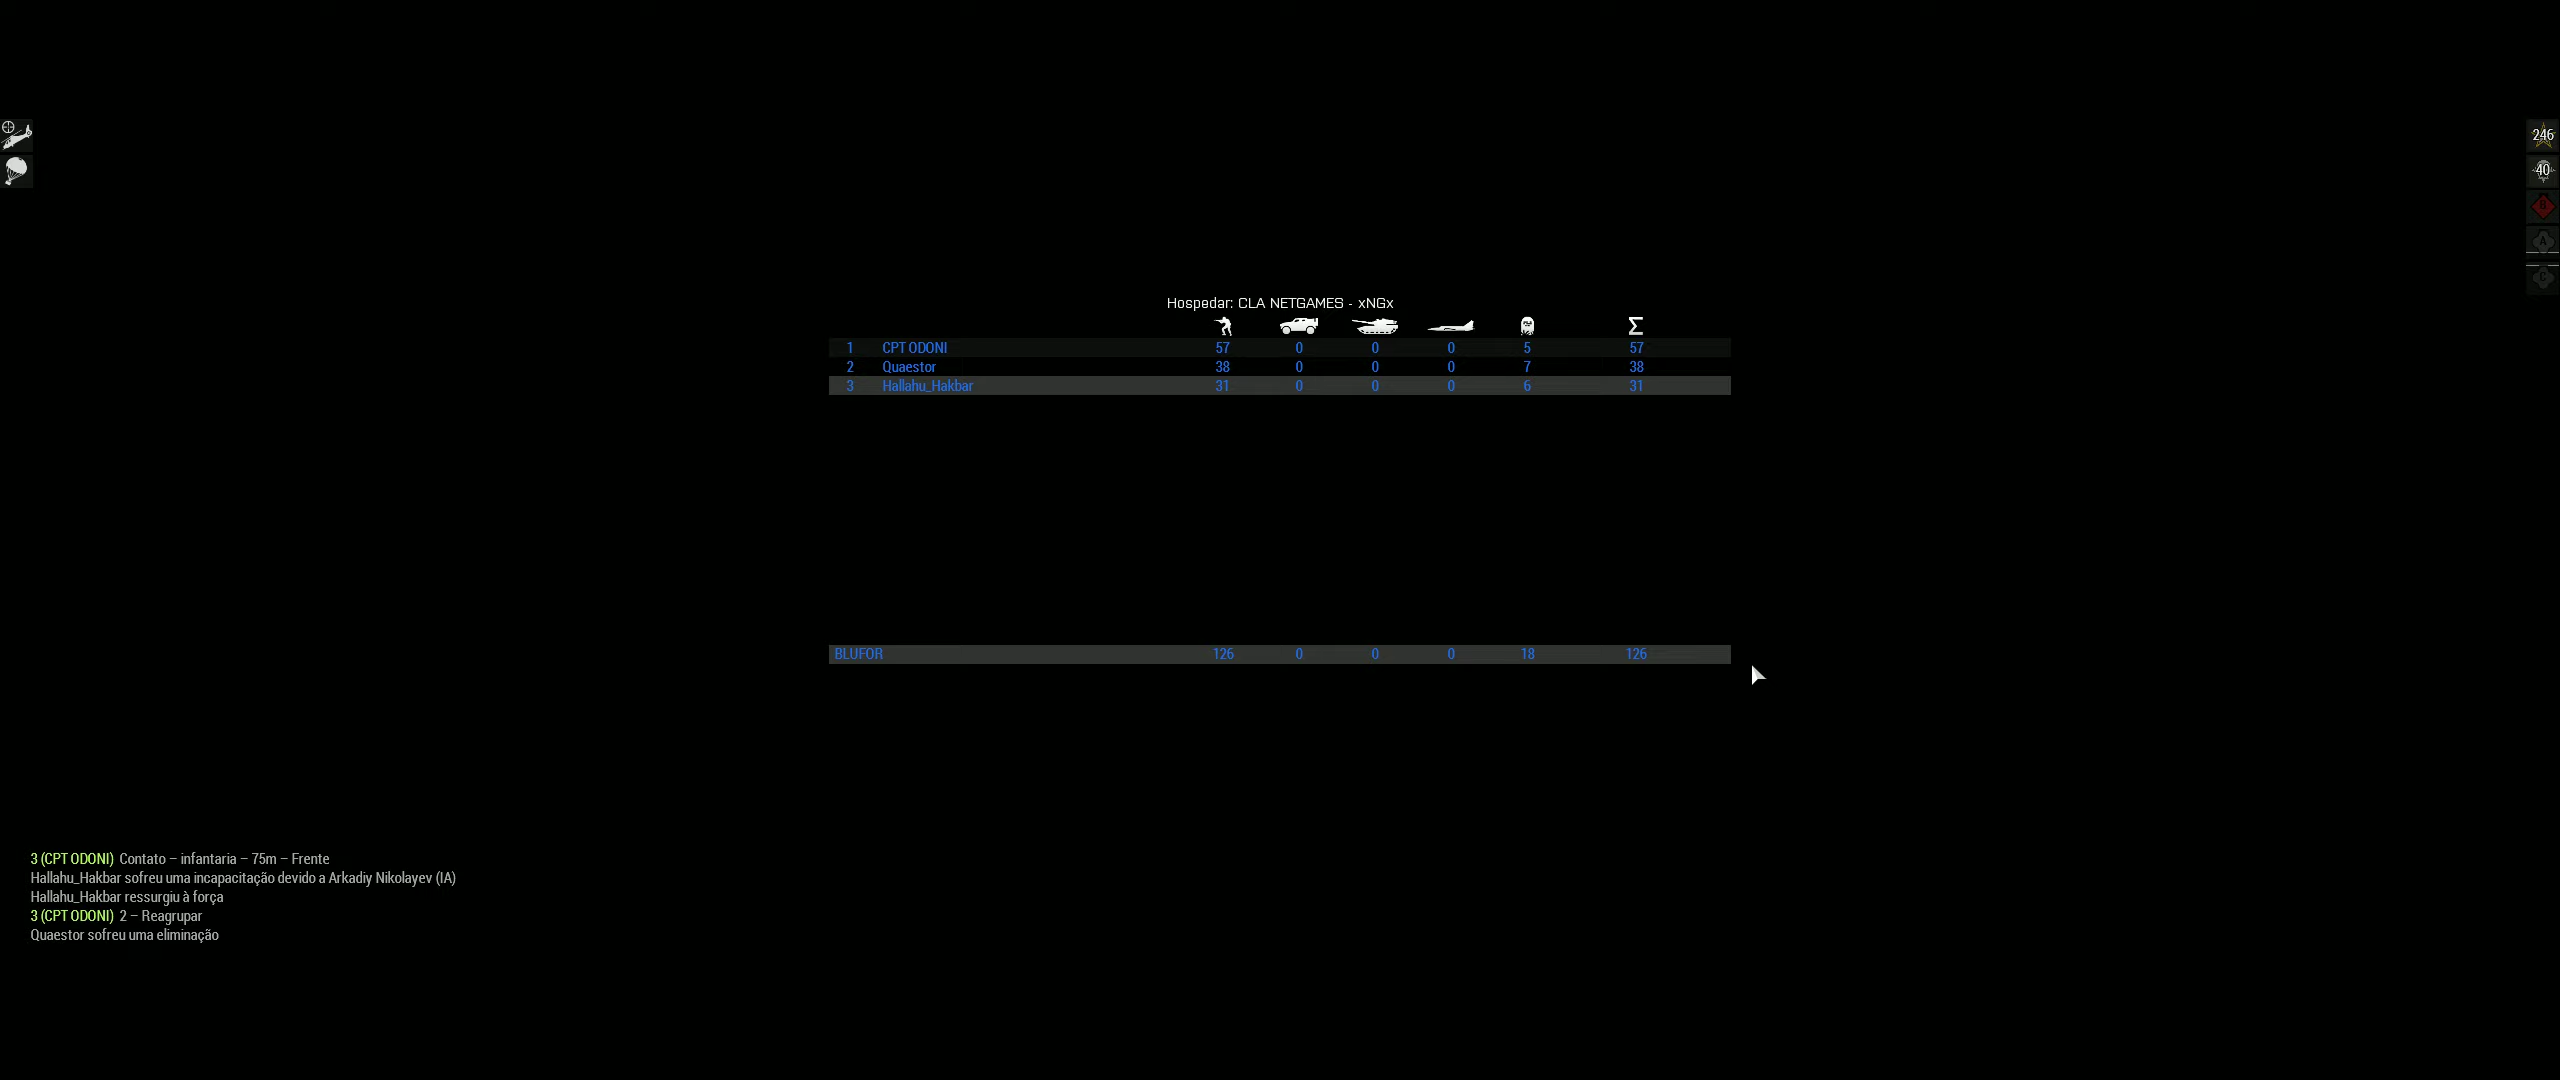 246
40
B
A
C
Hospedar: CLA NETGAMES - xNGx
Σ
1 CPT ODONI 57 0 0 0 5 57
2 Quaestor 38 0 0 0 7 38
3 Hallahu_Hakbar 31 0 0 0 6 31
BLUFOR 126 0 0 0 18 126
3 (CPT ODONI) Contato – infantaria – 75m – Frente
Hallahu_Hakbar sofreu uma incapacitação devido a Arkadiy Nikolayev (IA)
Hallahu_Hakbar ressurgiu à força
3 (CPT ODONI) 2 – Reagrupar
Quaestor sofreu uma eliminação